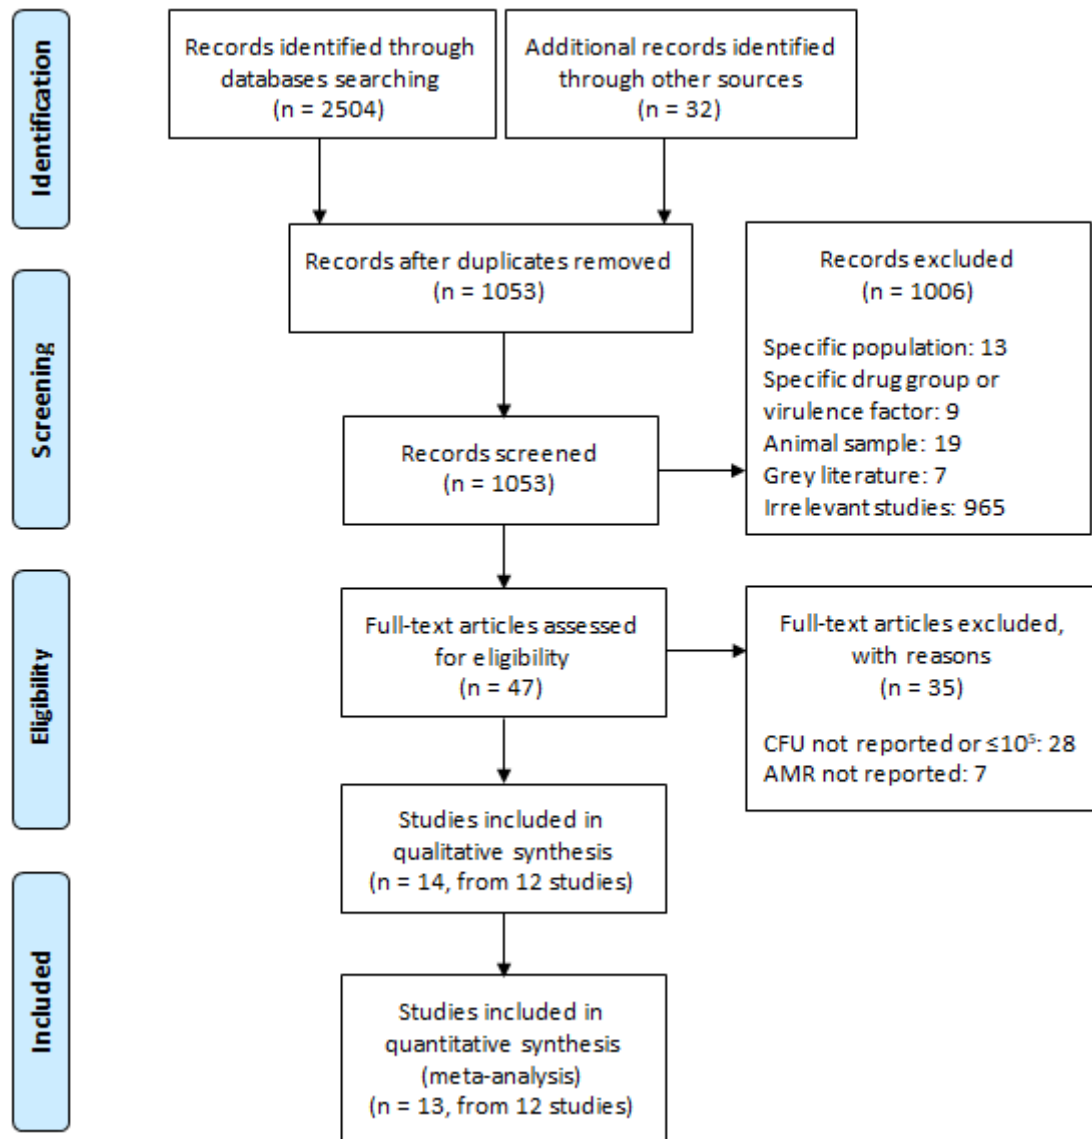 Identification
Records identified through
databases searching
(n = 2504)
Additional records identified
through other sources
(n = 32)
Screening
Records after duplicates removed
(n = 1053)
Records screened
(n = 1053)
Records excluded
(n = 1006)
Specific population: 13
Specific drug group or
virulence factor: 9
Animal sample: 19
Grey literature: 7
Irrelevant studies: 965
Eligibility
Full-text articles assessed
for eligibility
(n = 47)
Full-text articles excluded,
with reasons
(n = 35)
CFU not reported or ≤10⁵: 28
AMR not reported: 7
Studies included in
qualitative synthesis
(n = 14, from 12 studies)
Included
Studies included in
quantitative synthesis
(meta-analysis)
(n = 13, from 12 studies)